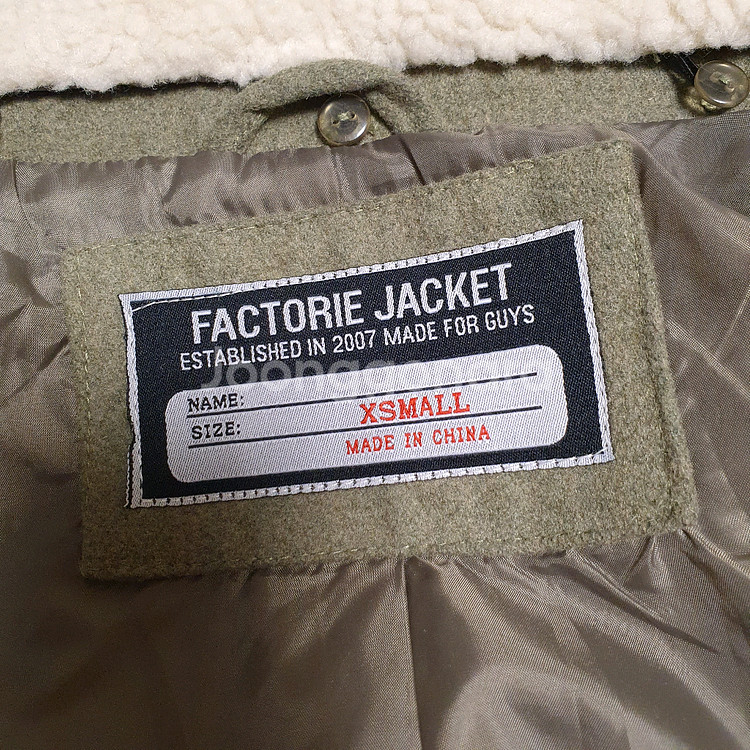 FACTORIE JACKET
ESTABLISHED IN 2007 MADE FOR GUYS
NAME:
XSMALL
SIZE:
MADE IN CHINA